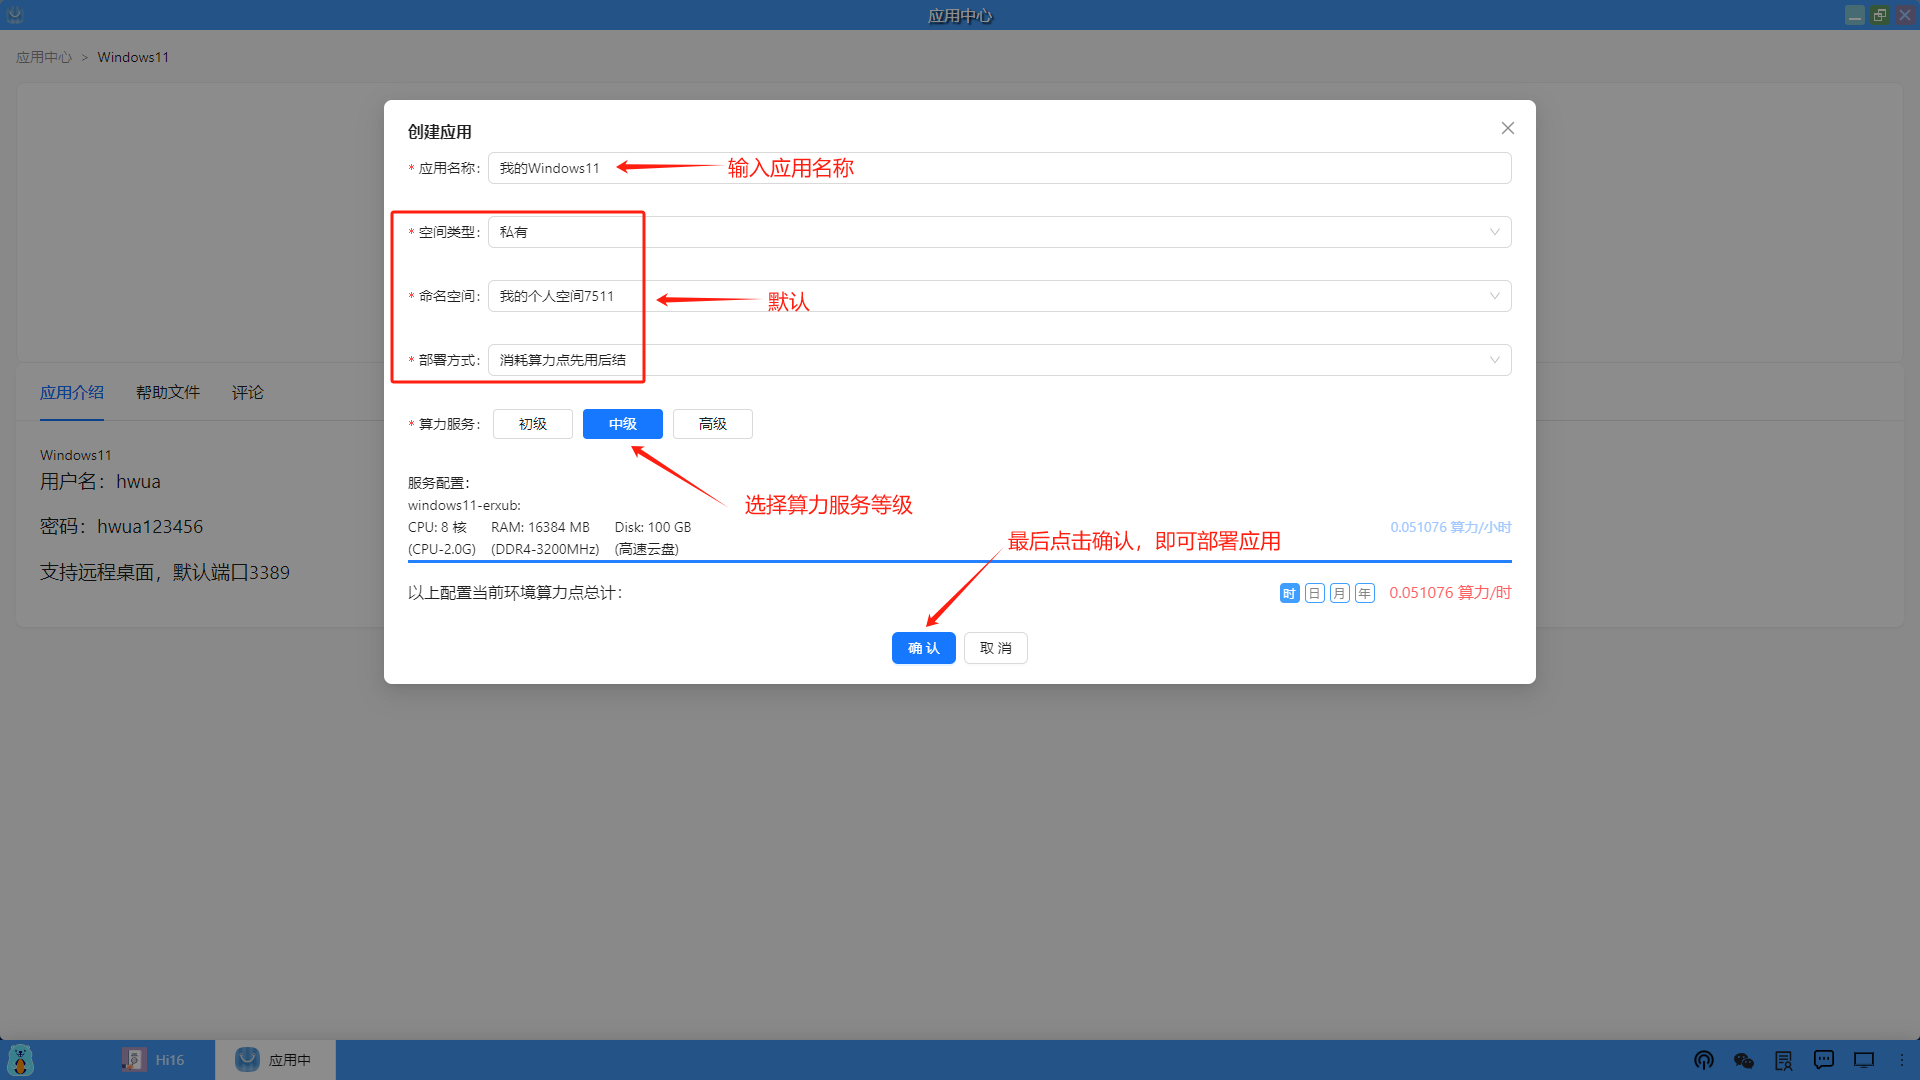 应用中心
应用中心 > Windows11
创建应用
* 应用名称: 我的Windows11 输入应用名称
* 空间类型: 私有
* 命名空间: 我的个人空间7511 默认
* 部署方式: 消耗算力点先用后结
应用介绍 帮助文件 评论
* 算力服务: 初级 中级 高级
Windows11
用户名：hwua
密码：hwua123456
支持远程桌面，默认端口3389
服务配置:
windows11-erxub:
选择算力服务等级
CPU: 8 核 RAM: 16384 MB Disk: 100 GB 0.051076 算力/小时
(CPU-2.0G) (DDR4-3200MHz) (高速云盘)
最后点击确认，即可部署应用
以上配置当前环境算力点总计: 时 日 月 年 0.051076 算力/时
确 认 取 消
Hi16 应用中